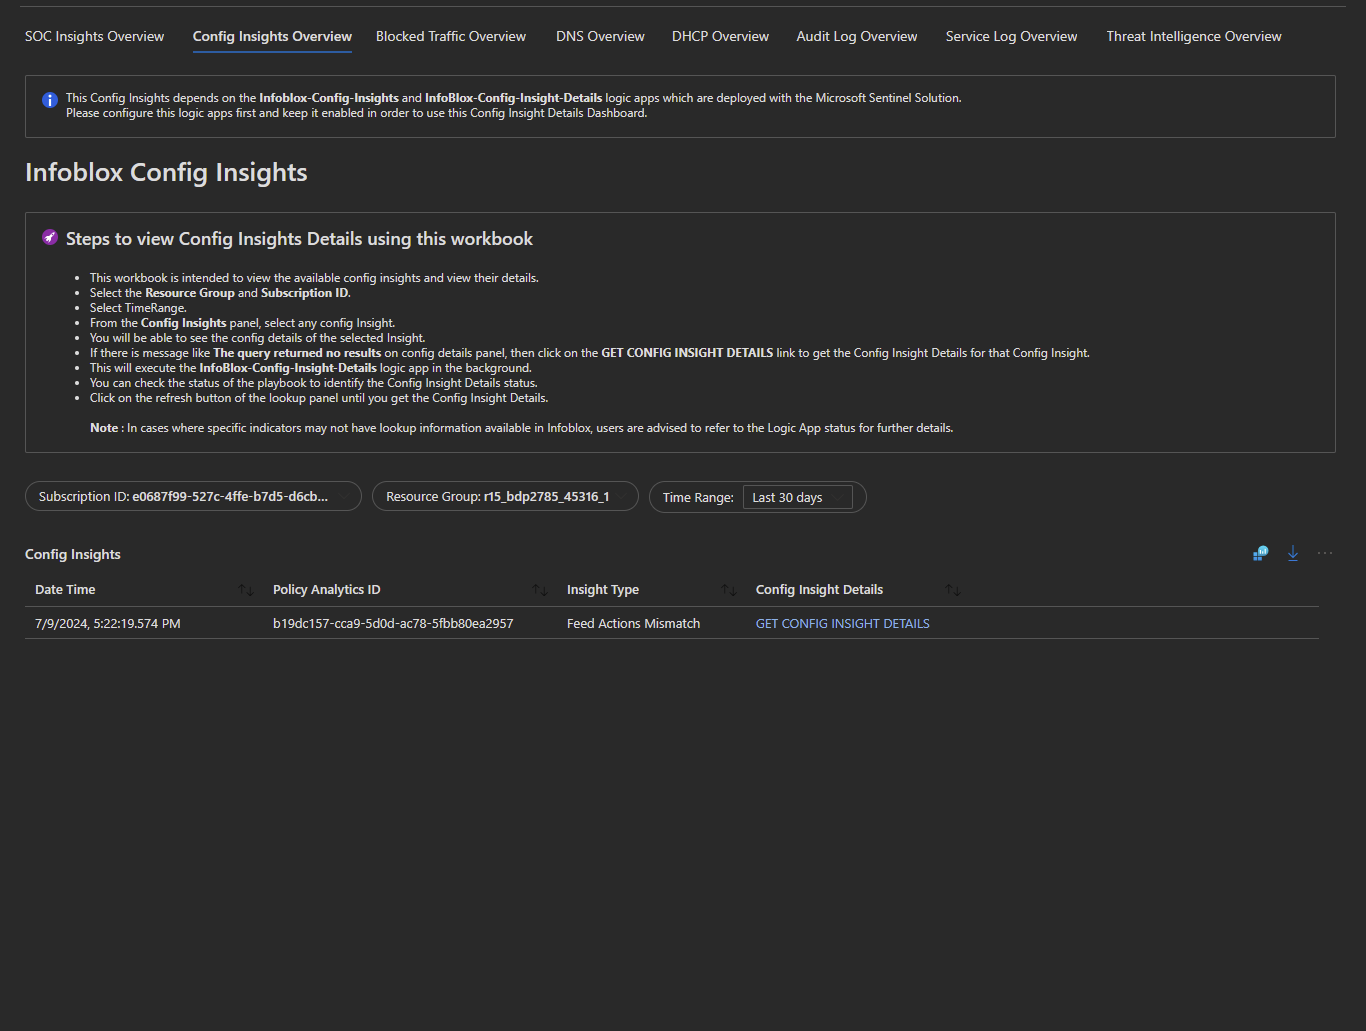 SOC Insights Overview Config Insights Overview Blocked Traffic Overview DNS Overview DHCP Overview Audit Log Overview Service Log Overview Threat Intelligence Overview
This Config Insights depends on the Infoblox-Config-Insights and InfoBlox-Config-Insight-Details logic apps which are deployed with the Microsoft Sentinel Solution.
Please configure this logic apps first and keep it enabled in order to use this Config Insight Details Dashboard.
Infoblox Config Insights
Steps to view Config Insights Details using this workbook
• This workbook is intended to view the available config insights and view their details.
• Select the Resource Group and Subscription ID.
• Select TimeRange.
• From the Config Insights panel, select any config Insight.
• You will be able to see the config details of the selected Insight.
• If there is message like The query returned no results on config details panel, then click on the GET CONFIG INSIGHT DETAILS link to get the Config Insight Details for that Config Insight.
• This will execute the InfoBlox-Config-Insight-Details logic app in the background.
• You can check the status of the playbook to identify the Config Insight Details status.
• Click on the refresh button of the lookup panel until you get the Config Insight Details.
Note : In cases where specific indicators may not have lookup information available in Infoblox, users are advised to refer to the Logic App status for further details.
Subscription ID: e0687f99-527c-4ffe-b7d5-d6cb... Resource Group: r15_bdp2785_45316_1 Time Range: Last 30 days
Config Insights
Date Time Policy Analytics ID Insight Type Config Insight Details
7/9/2024, 5:22:19.574 PM b19dc157-cca9-5d0d-ac78-5fbb80ea2957 Feed Actions Mismatch GET CONFIG INSIGHT DETAILS